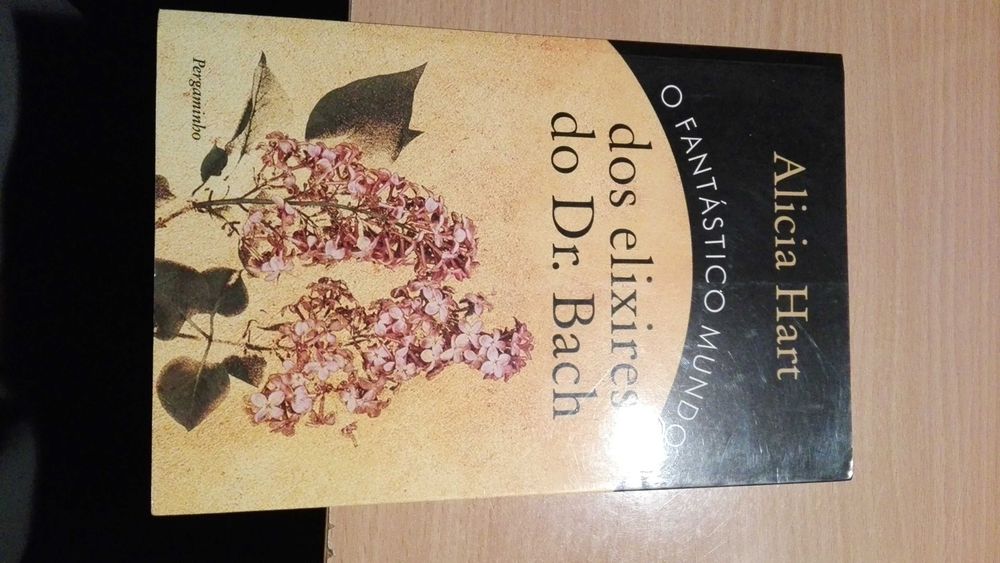 Alicia Hart
O FANTÁSTICO MUNDO
dos elixires
do Dr. Bach
Pergaminho